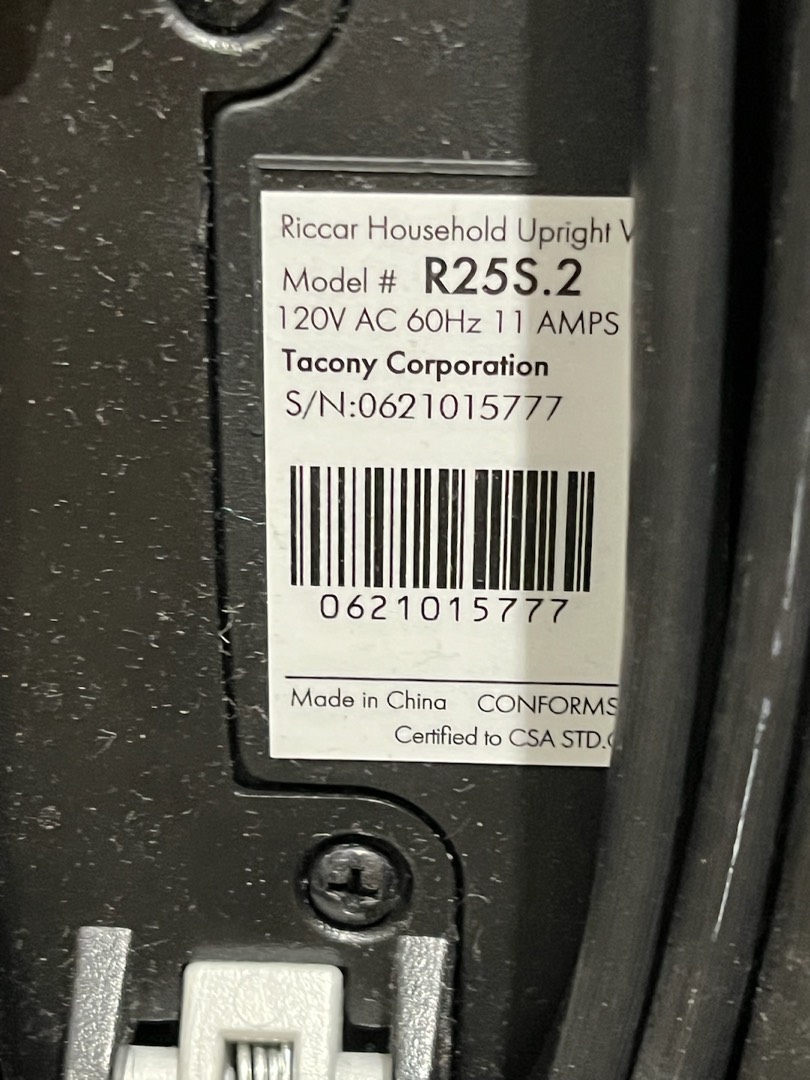 Riccar Household Upright
Model # R25S.2
120V AC 60Hz 11 AMPS
Tacony Corporation
S/N:0621015777
0621015777
Made in China CONFORMS
Certified to CSA STD.